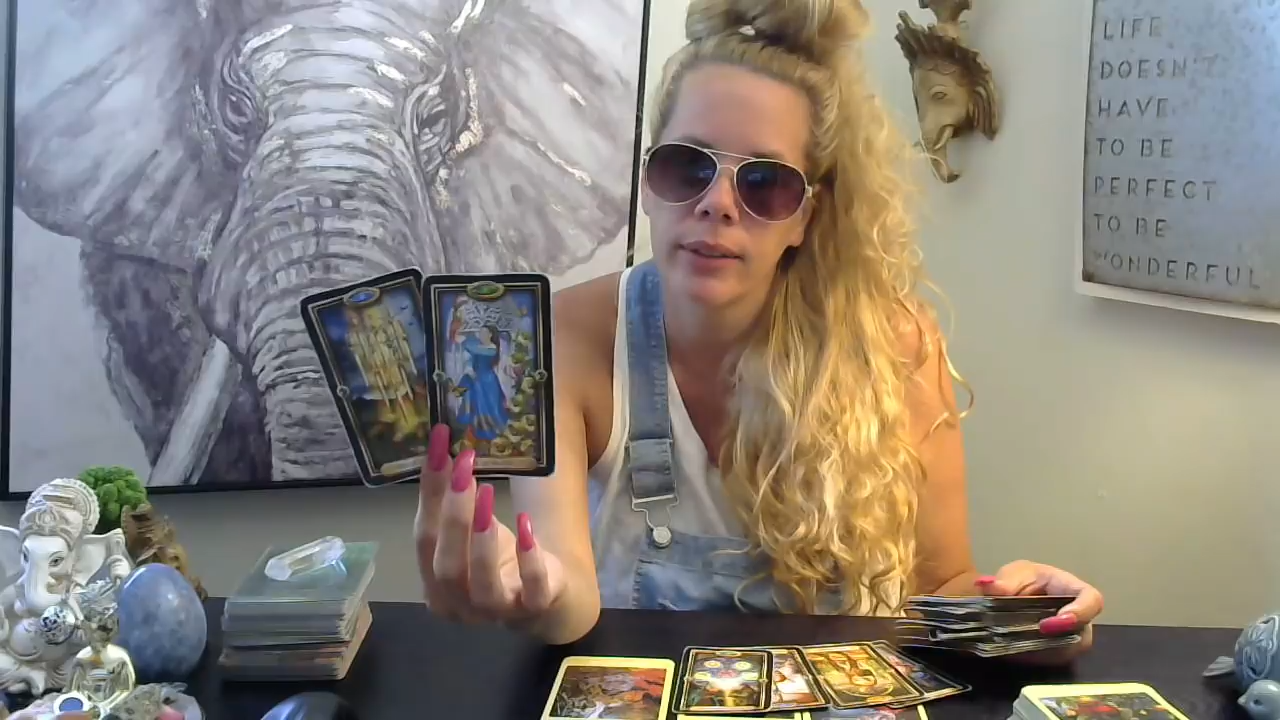 LIFE
DOESN'T
HAVE
TO BE
PERFECT
TO BE
WONDERFUL